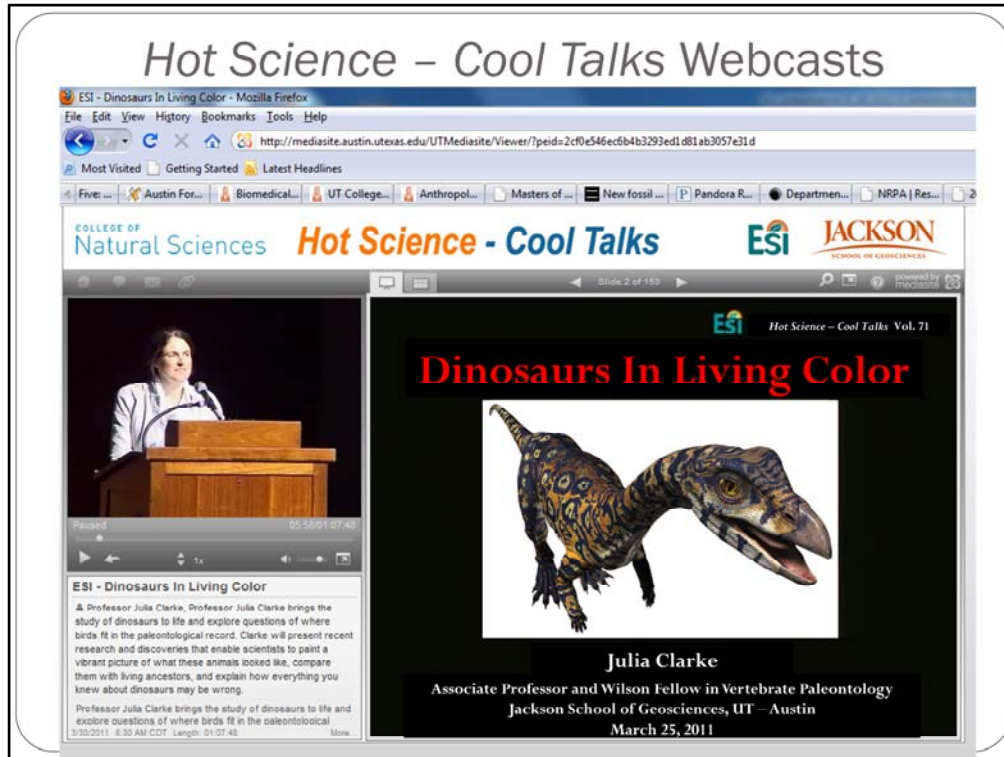 Hot Science – Cool Talks Webcasts
ESI - Dinosaurs In Living Color - Mozilla Firefox
File Edit View History Bookmarks Tools Help
http://mediasite.austin.utexas.edu/UTMediasite/Viewer/?peid=2cf0e546ec6b4b3293ed1d81ab3057e31d
Most Visited Getting Started Latest Headlines
Five: ... Austin For... Biomedical... UT College... Anthropol... Masters of ... New fossil ... Pandora R... Departmen... NRPA | Res... 2
COLLEGE OF
Natural Sciences
Hot Science - Cool Talks
ESI
JACKSON
SCHOOL OF GEOSCIENCES
Slide 2 of 153
powered by
mediasite
Paused 05:58/01:07:48
1x
ESI - Dinosaurs In Living Color
Professor Julia Clarke, Professor Julia Clarke brings the
study of dinosaurs to life and explore questions of where
birds fit in the paleontological record. Clarke will present recent
research and discoveries that enable scientists to paint a
vibrant picture of what these animals looked like, compare
them with living ancestors, and explain how everything you
knew about dinosaurs may be wrong.
Professor Julia Clarke brings the study of dinosaurs to life and
explore questions of where birds fit in the paleontological
3/30/2011 8:30 AM CDT Length: 01:07:48 More...
ESI
Hot Science – Cool Talks Vol. 71
Dinosaurs In Living Color
Julia Clarke
Associate Professor and Wilson Fellow in Vertebrate Paleontology
Jackson School of Geosciences, UT – Austin
March 25, 2011